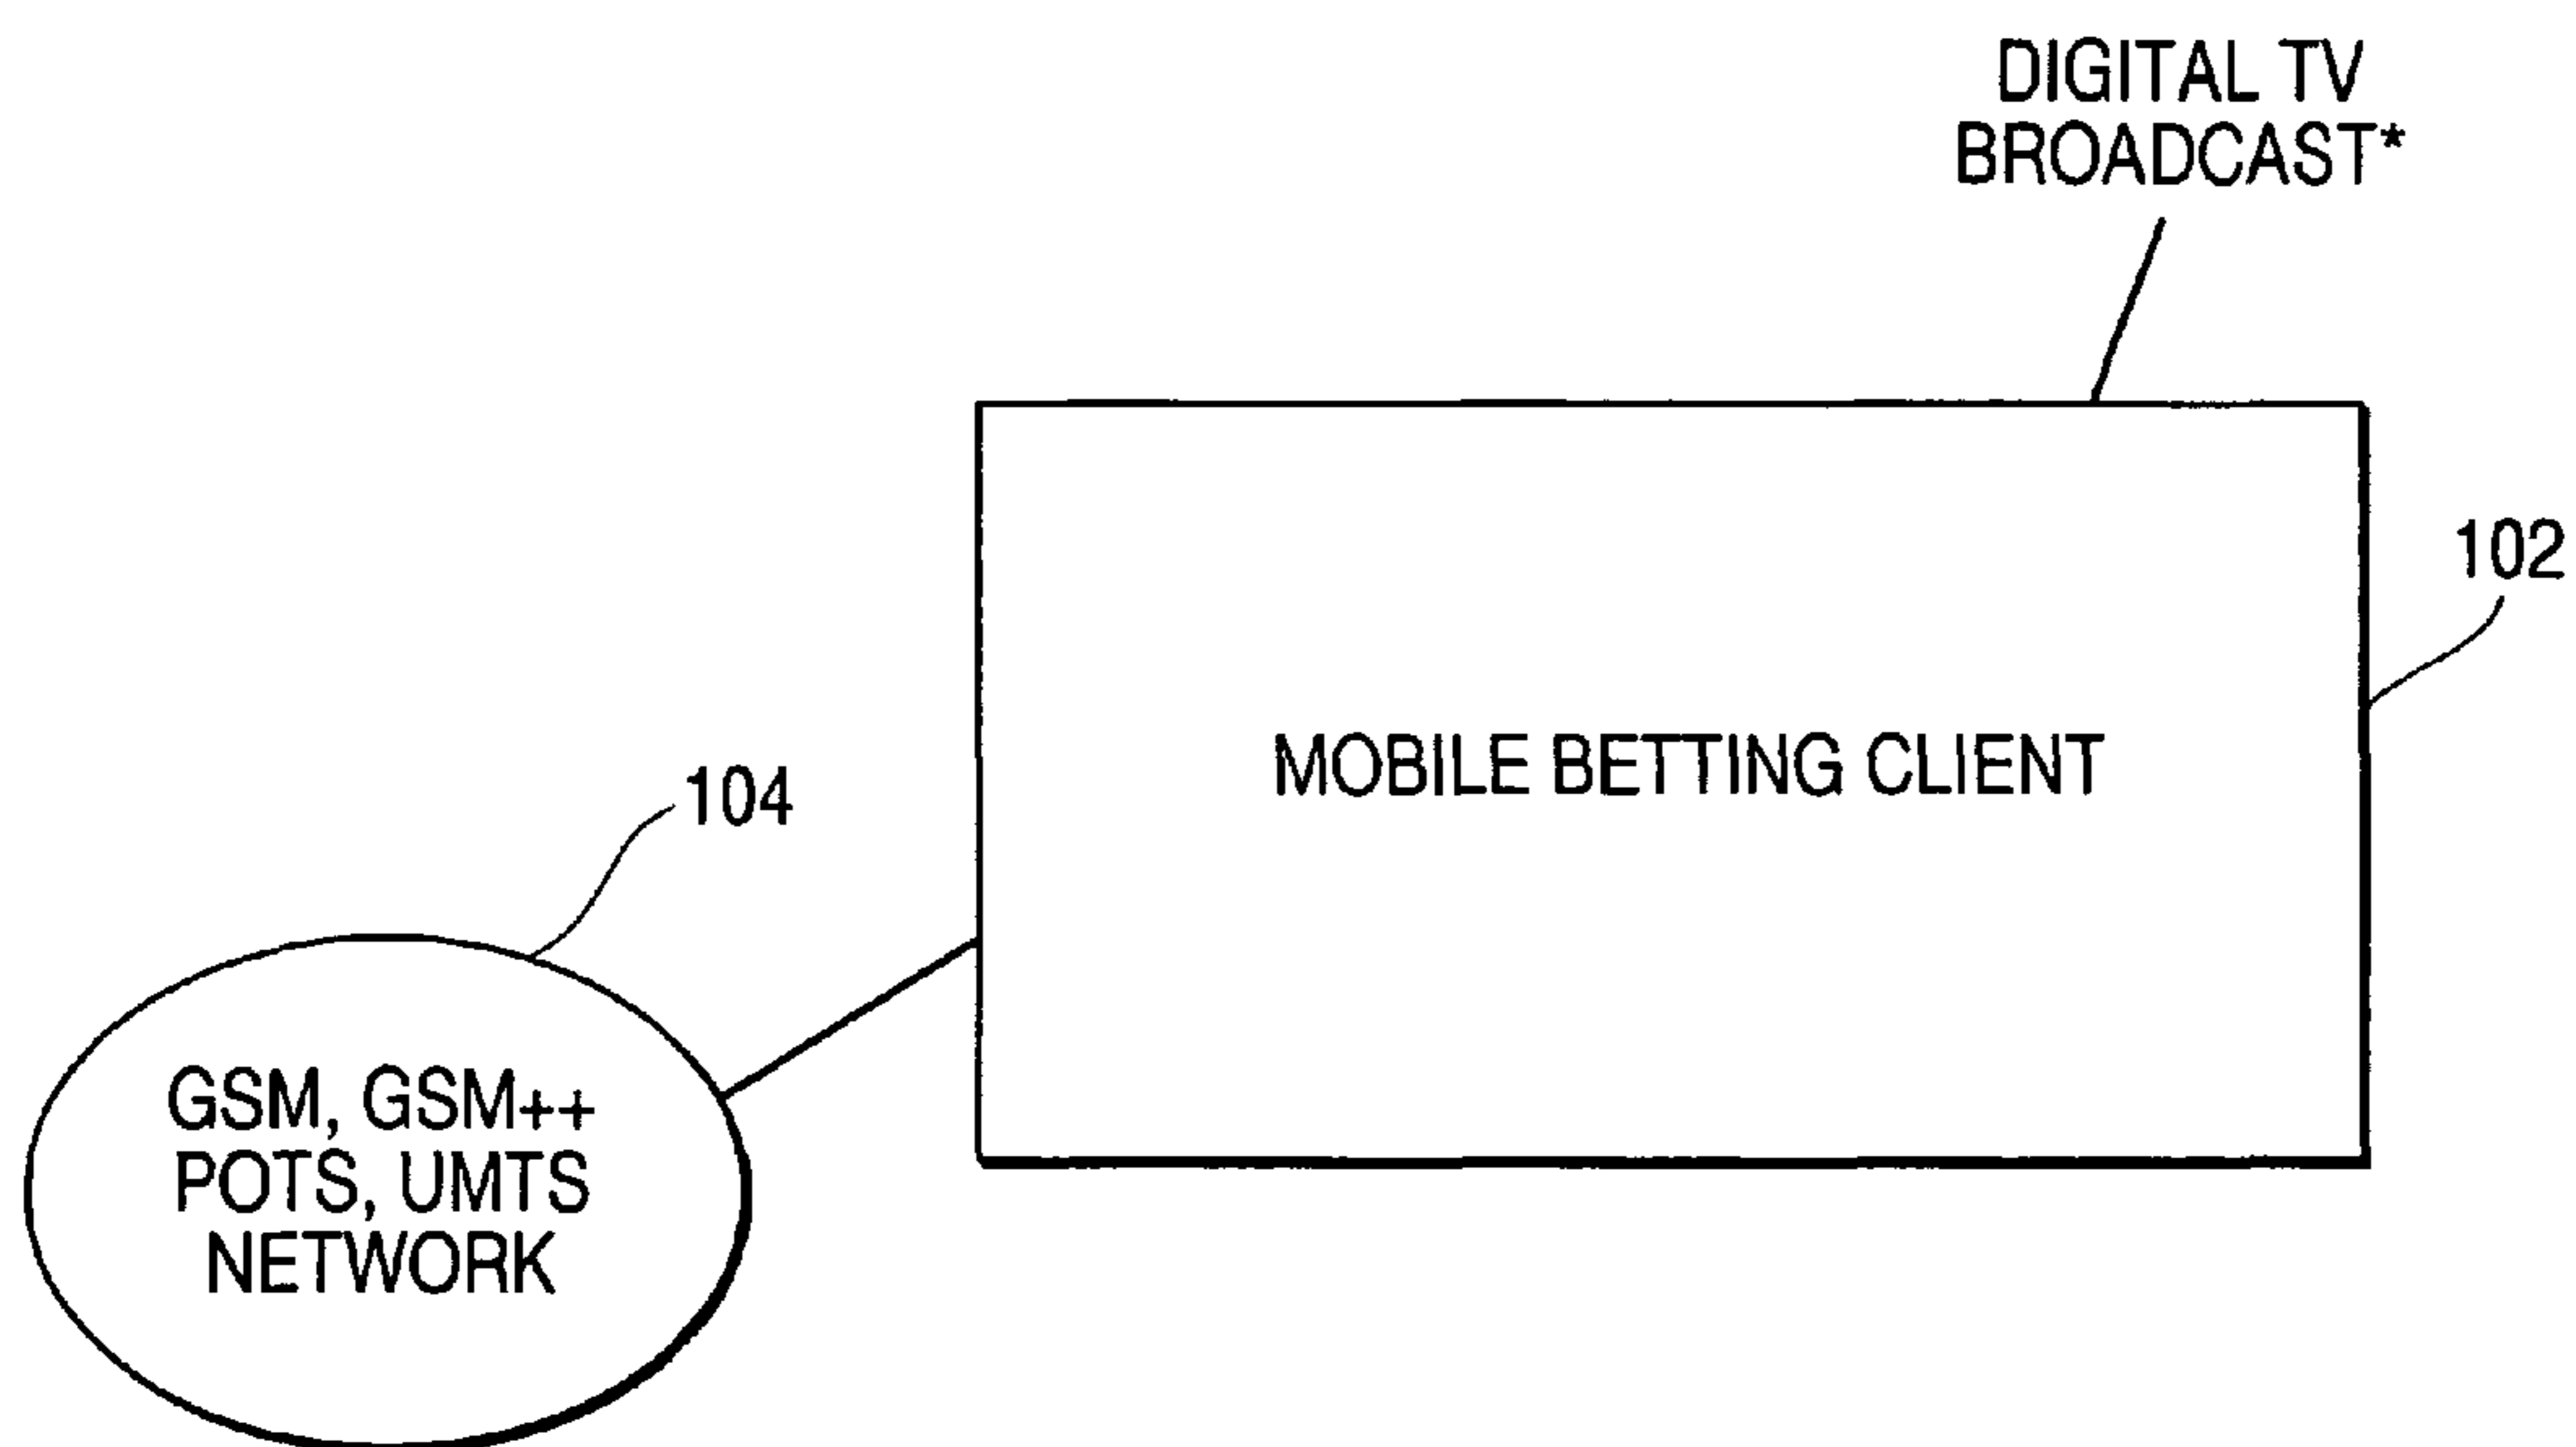 DIGITAL TV
BROADCAST*
102
MOBILE BETTING CLIENT
104
GSM, GSM++
POTS, UMTS
NETWORK